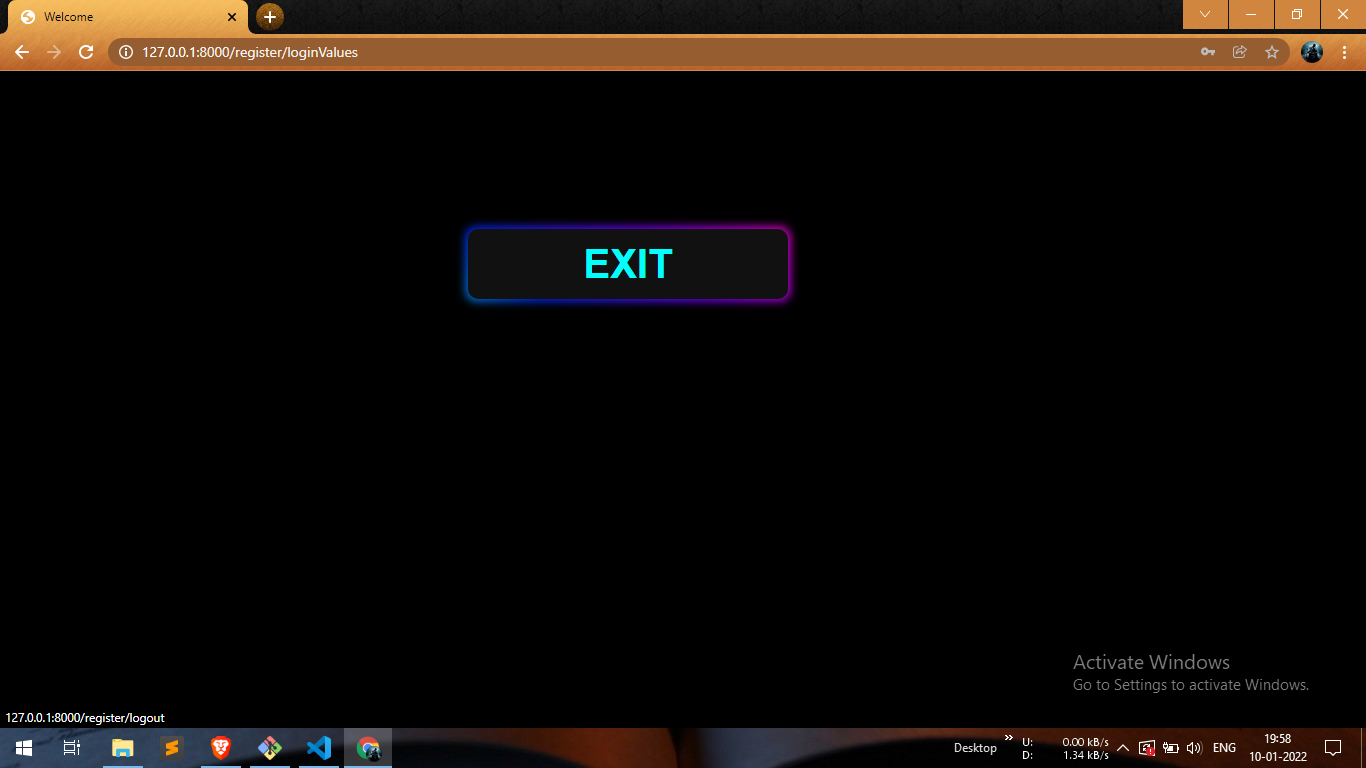 Welcome
127.0.0.1:8000/register/loginValues
EXIT
Activate Windows
Go to Settings to activate Windows.
127.0.0.1:8000/register/logout
Desktop
U: 0.00 kB/s
D: 1.34 kB/s
ENG
19:58
10-01-2022